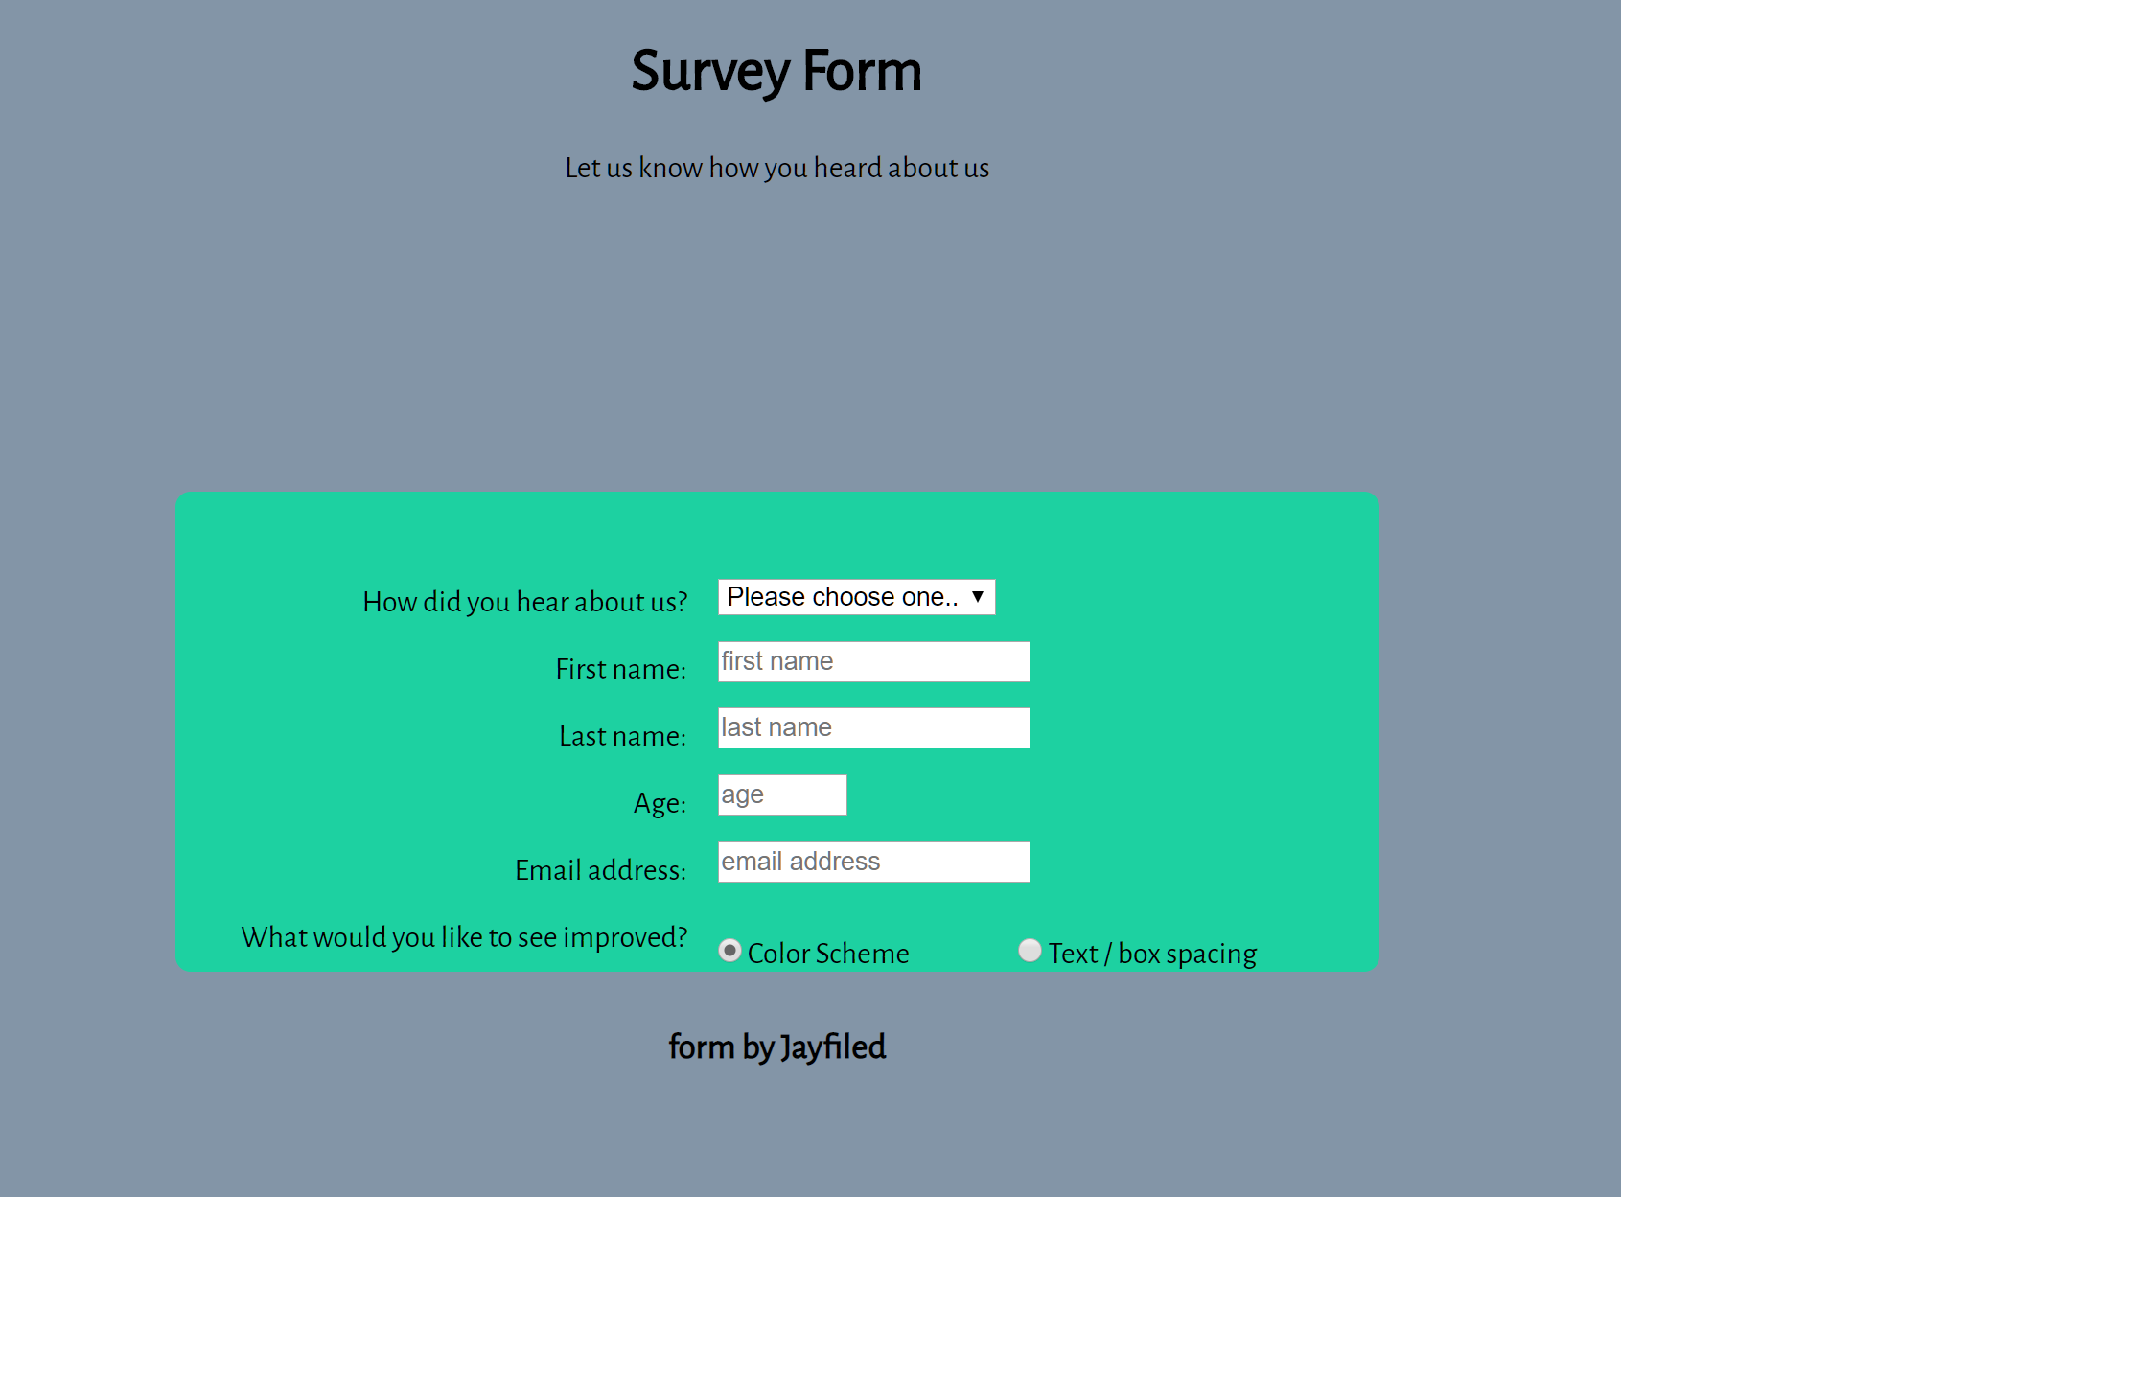 Survey Form
Let us know how you heard about us
How did you hear about us? Please choose one..
First name: first name
Last name: last name
Age: age
Email address: email address
What would you like to see improved? Color Scheme Text / box spacing
form by Jayfiled